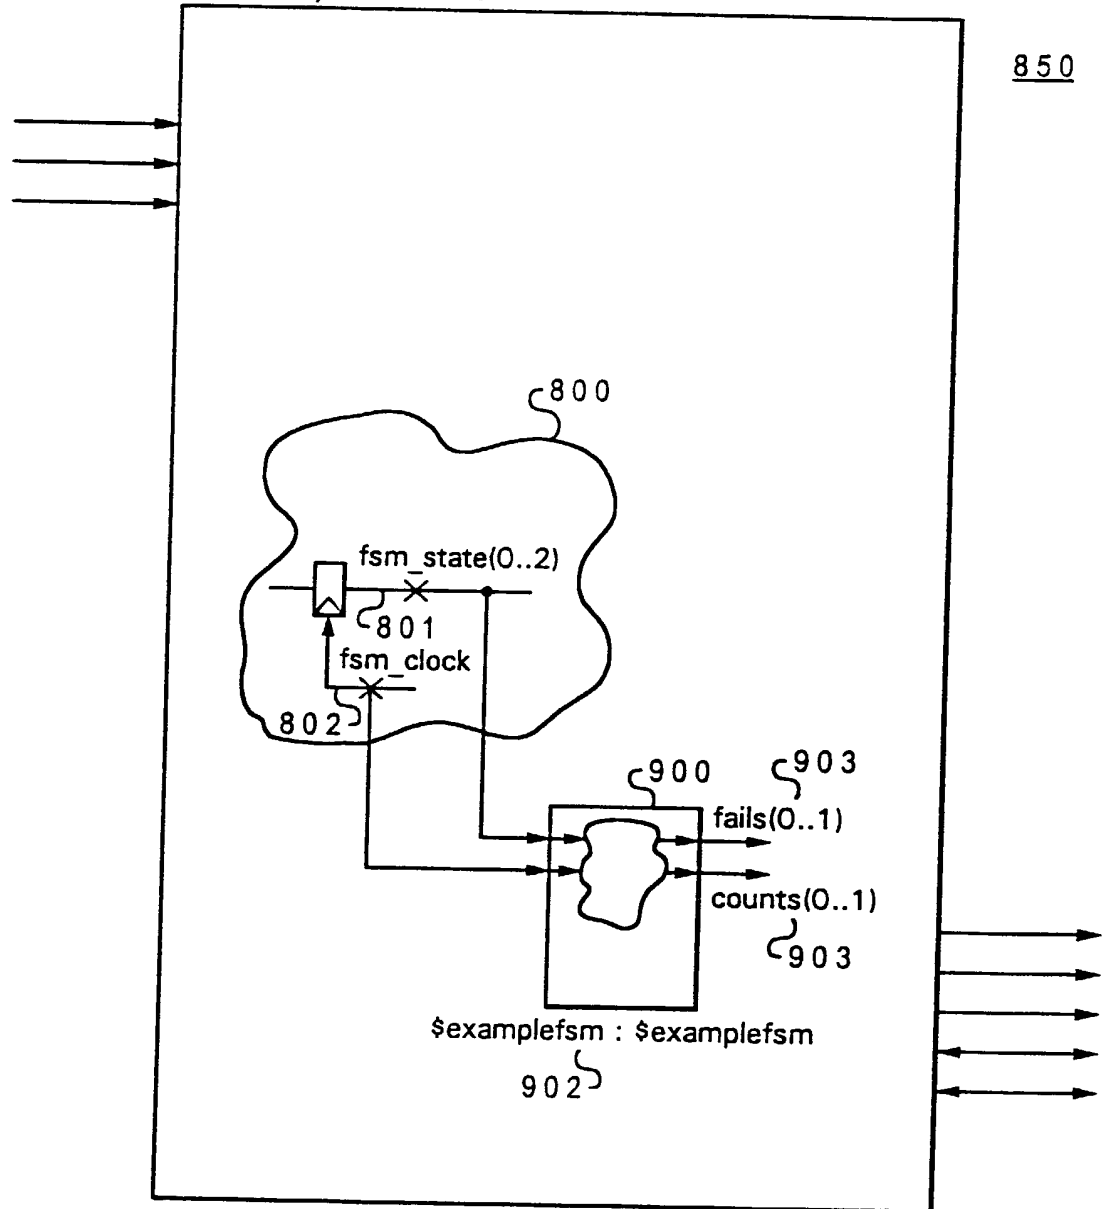 850
800
fsm_state(0..2)
801
fsm_clock
802
900
903
fails(0..1)
counts(0..1)
903
$examplefsm : $examplefsm
902